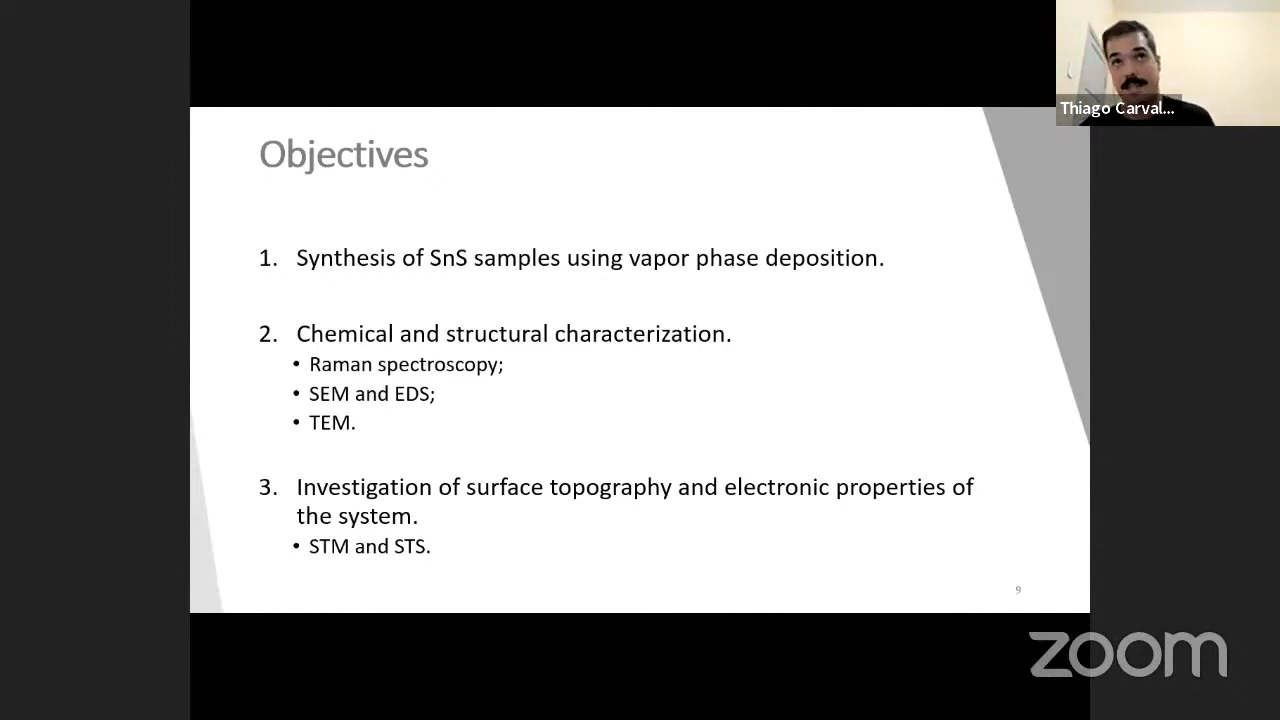 Thiago Carval...
Objectives
1. Synthesis of SnS samples using vapor phase deposition.
2. Chemical and structural characterization.
• Raman spectroscopy;
• SEM and EDS;
• TEM.
3. Investigation of surface topography and electronic properties of
the system.
• STM and STS.
9
zoom